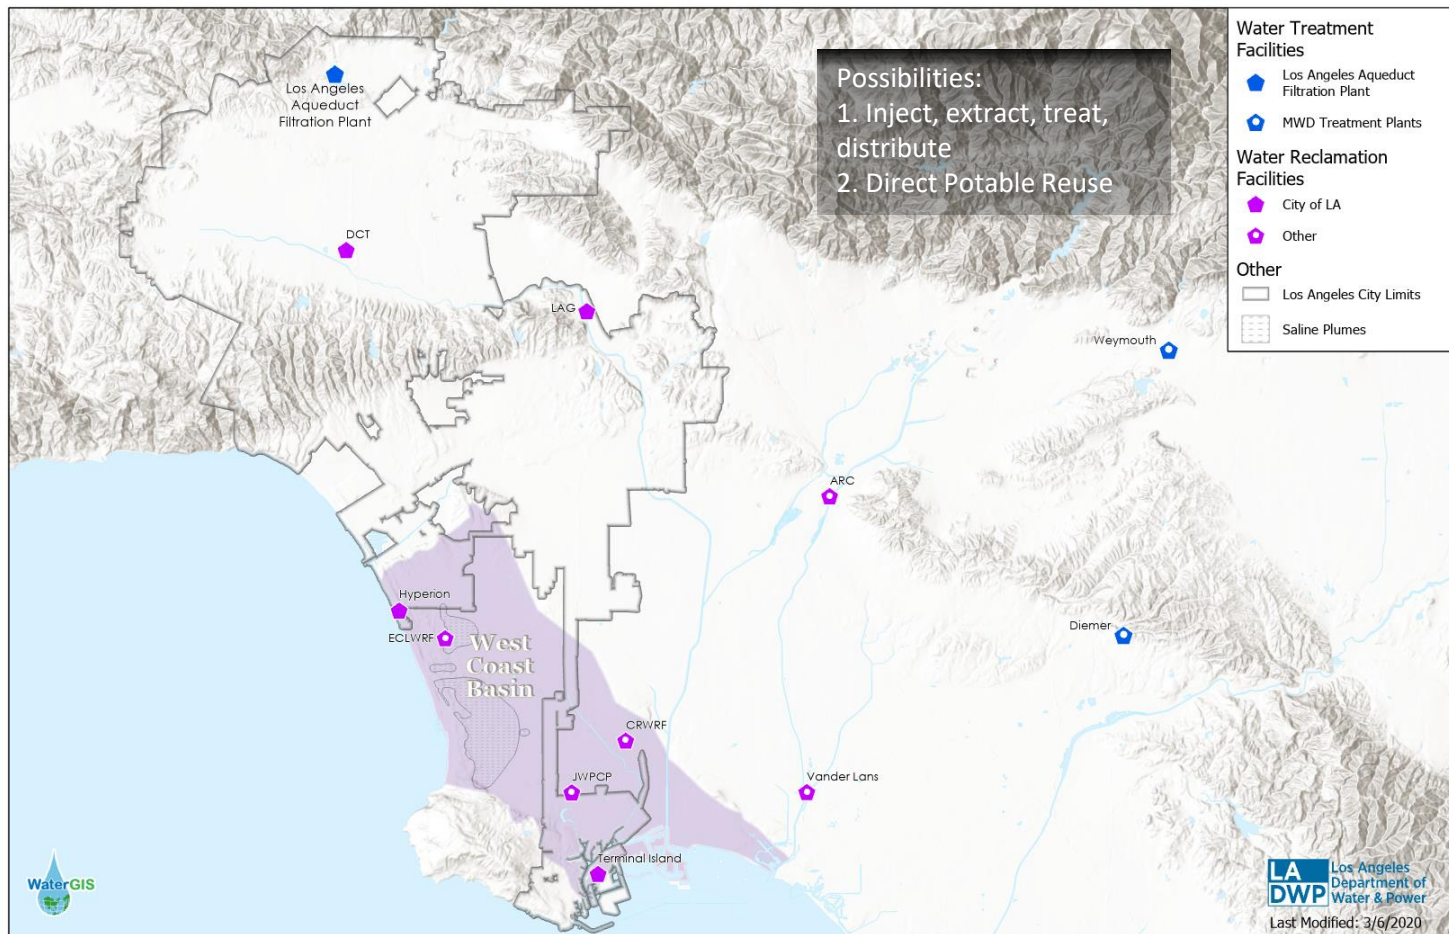 Possibilities:
1. Inject, extract, treat,
distribute
2. Direct Potable Reuse
Water Treatment
Facilities
Los Angeles Aqueduct
Filtration Plant
MWD Treatment Plants
Water Reclamation
Facilities
City of LA
Other
Other
Los Angeles City Limits
Saline Plumes
Los Angeles
Aqueduct
Filtration Plant
DCT
LAG
Weymouth
ARC
Hyperion
ECLWRF
West
Coast
Basin
Diemer
CRWRF
JWPCP
Vander Lans
Terminal Island
WaterGIS
LA
DWP
Los Angeles
Department of
Water & Power
Last Modified: 3/6/2020